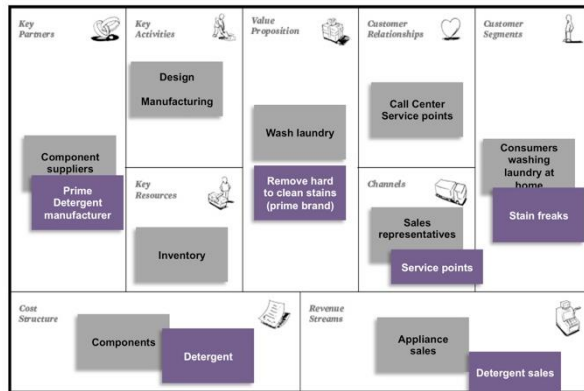 Key
Partners
Component
suppliers
Prime
Detergent
manufacturer
Key
Activities
Design
Manufacturing
Key
Resources
Inventory
Value
Proposition
Wash laundry
Remove hard
to clean stains
(prime brand)
Customer
Relationships
Call Center
Service points
Channels
Sales
representatives
Service points
Customer
Segments
Consumers
washing
laundry at
home
Stain freaks
Cost
Structure
Components
Detergent
Revenue
Streams
Appliance
sales
Detergent sales